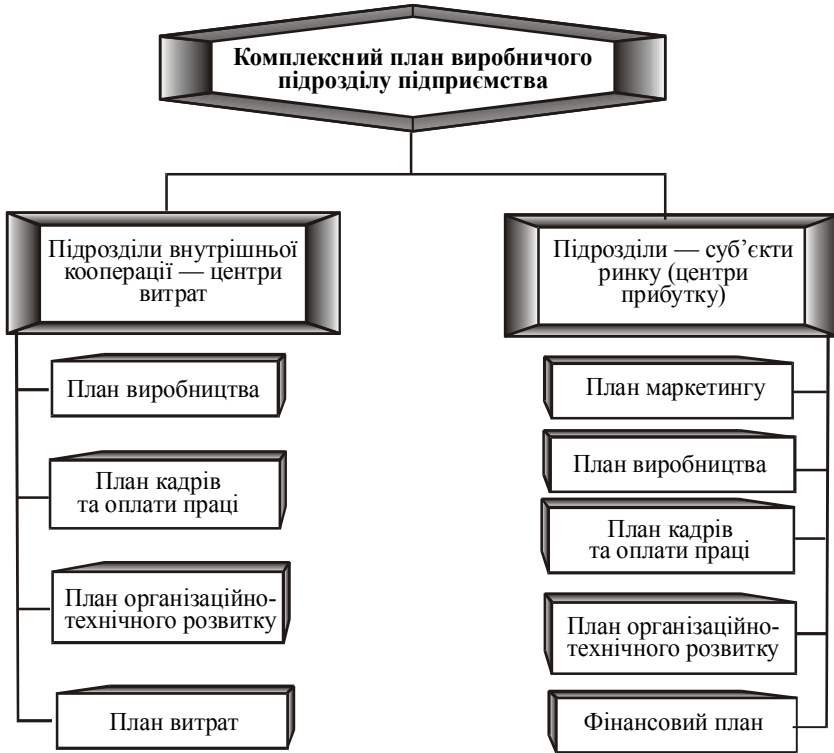 Комплексний план виробничого
підрозділу підприємства
Підрозділи внутрішньої
кооперації — центри
витрат
План виробництва
План кадрів
та оплати праці
План організаційно-
технічного розвитку
План витрат
Підрозділи — суб’єкти
ринку (центри
прибутку)
План маркетингу
План виробництва
План кадрів
та оплати праці
План організаційно-
технічного розвитку
Фінансовий план